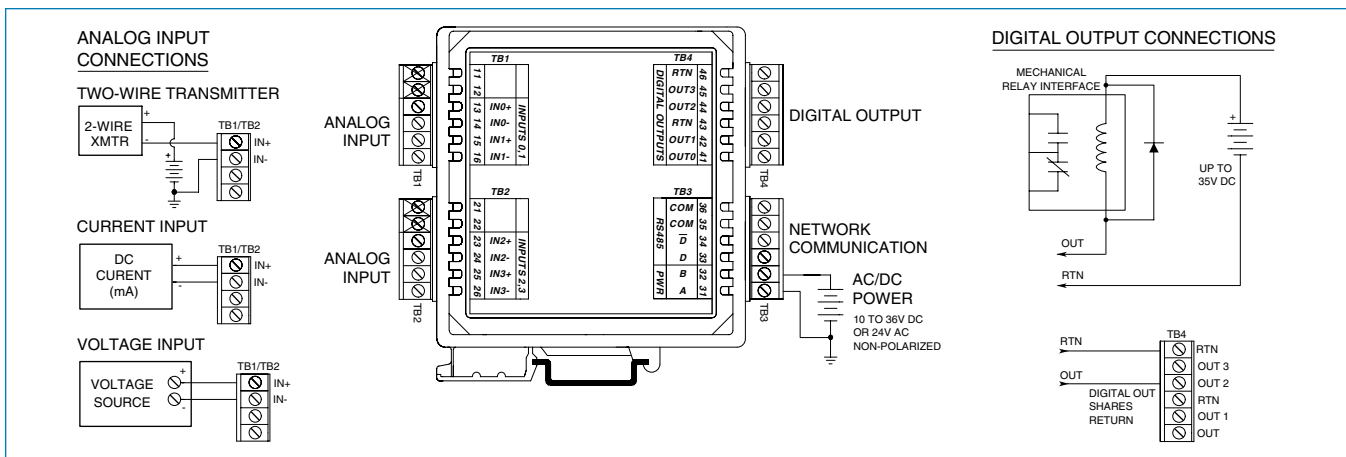 ANALOG INPUT
CONNECTIONS
TWO-WIRE TRANSMITTER
2-WIRE
XMTR
+
-
+
TB1/TB2
IN+
IN-
CURRENT INPUT
DC
CURENT
(mA)
+
-
TB1/TB2
IN+
IN-
VOLTAGE INPUT
VOLTAGE
SOURCE
+
-
TB1/TB2
IN+
IN-
ANALOG
INPUT
TB1
TB1
11
12
13 IN0+
14 IN0-
15 IN1+
16 IN1-
INPUTS 0,1
ANALOG
INPUT
TB2
TB2
21
22
23 IN2+
24 IN2-
25 IN3+
26 IN3-
INPUTS 2,3
TB4
DIGITAL OUTPUTS
RTN 46
OUT3 45
OUT2 44
RTN 43
OUT1 42
OUT0 41
TB4
DIGITAL OUTPUT
TB3
RS485
COM 36
COM 35
D 34
D 33
PWR
B 32
A 31
TB3
NETWORK
COMMUNICATION
AC/DC
POWER
10 TO 36V DC
OR 24V AC
NON-POLARIZED
DIGITAL OUTPUT CONNECTIONS
MECHANICAL
RELAY INTERFACE
+
UP TO
35V DC
OUT
RTN
RTN
OUT
DIGITAL OUT
SHARES
RETURN
TB4
RTN
OUT 3
OUT 2
RTN
OUT 1
OUT